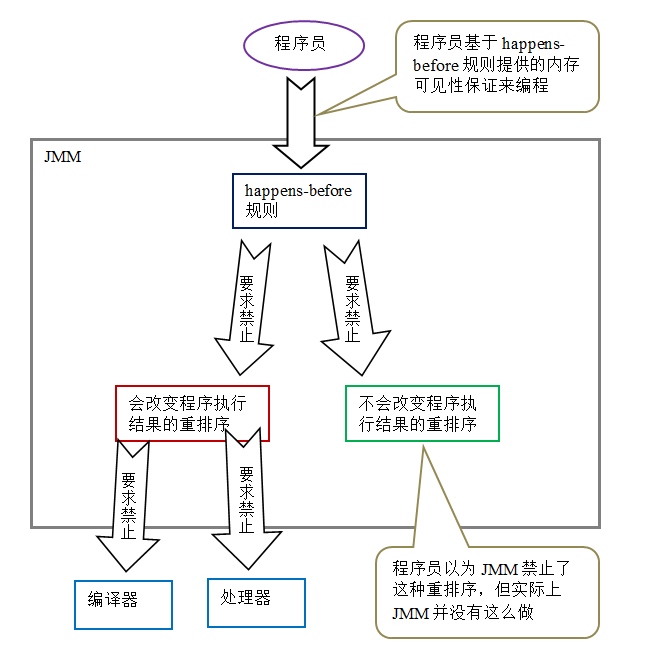 程序员
程序员基于 happens-
before 规则提供的内存
可见性保证来编程
JMM
happens-before
规则
要求禁止
要求禁止
会改变程序执行
结果的重排序
不会改变程序执
行结果的重排序
要求禁止
要求禁止
编译器
处理器
程序员以为 JMM 禁止了
这种重排序，但实际上
JMM 并没有这么做